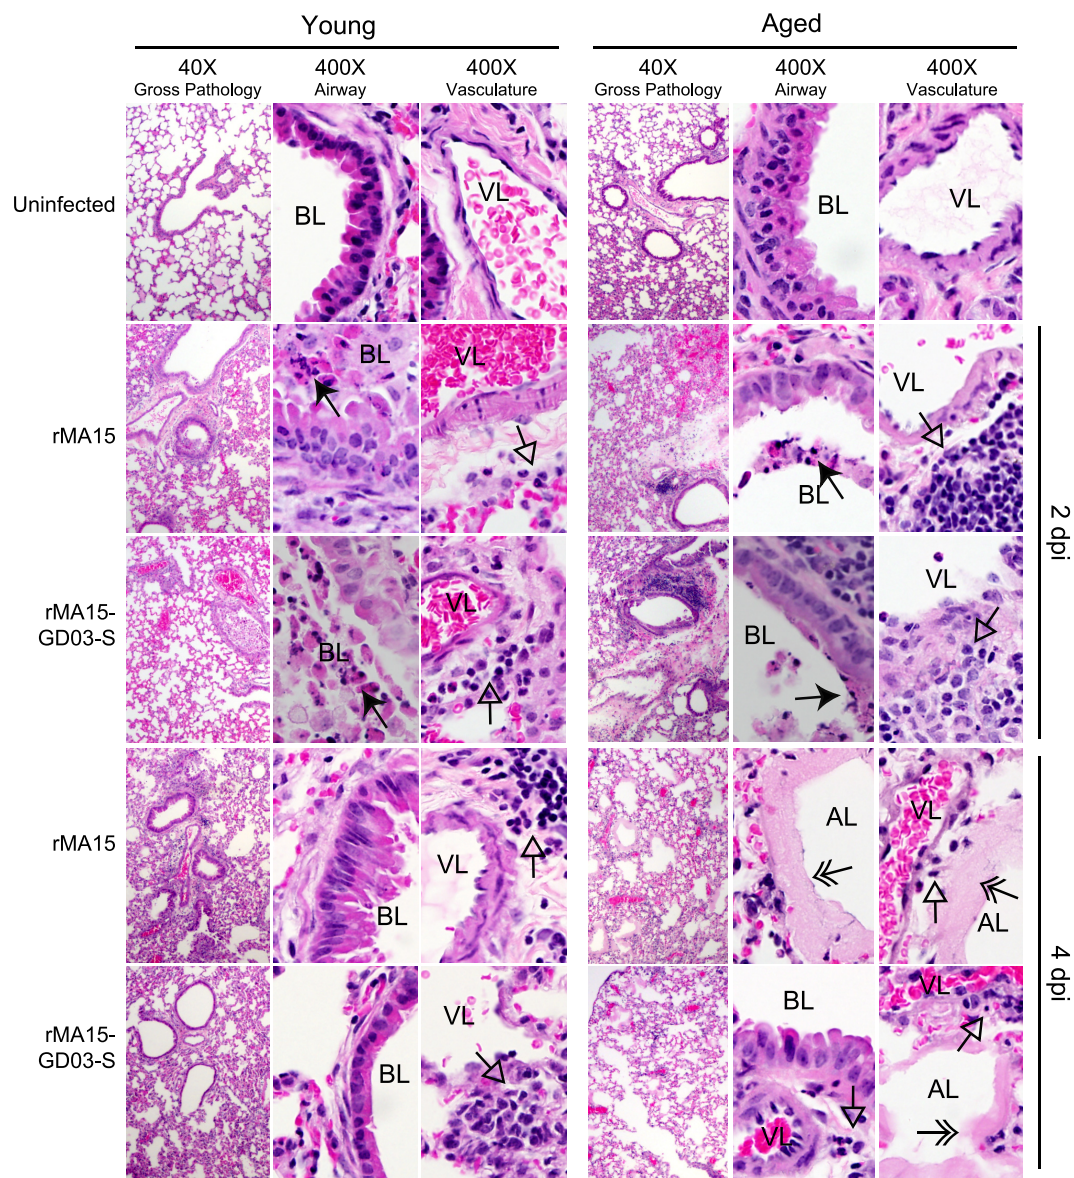 Young
Aged
40X
400X
400X
40X
400X
400X
Gross Pathology
Airway
Vasculature
Gross Pathology
Airway
Vasculature
Uninfected
BL
VL
BL
VL
rMA15
BL
VL
BL
VL
rMA15-
GD03-S
BL
VL
BL
VL
2 dpi
rMA15
BL
VL
AL
VL
AL
rMA15-
GD03-S
BL
VL
BL
VL
VL
AL
4 dpi